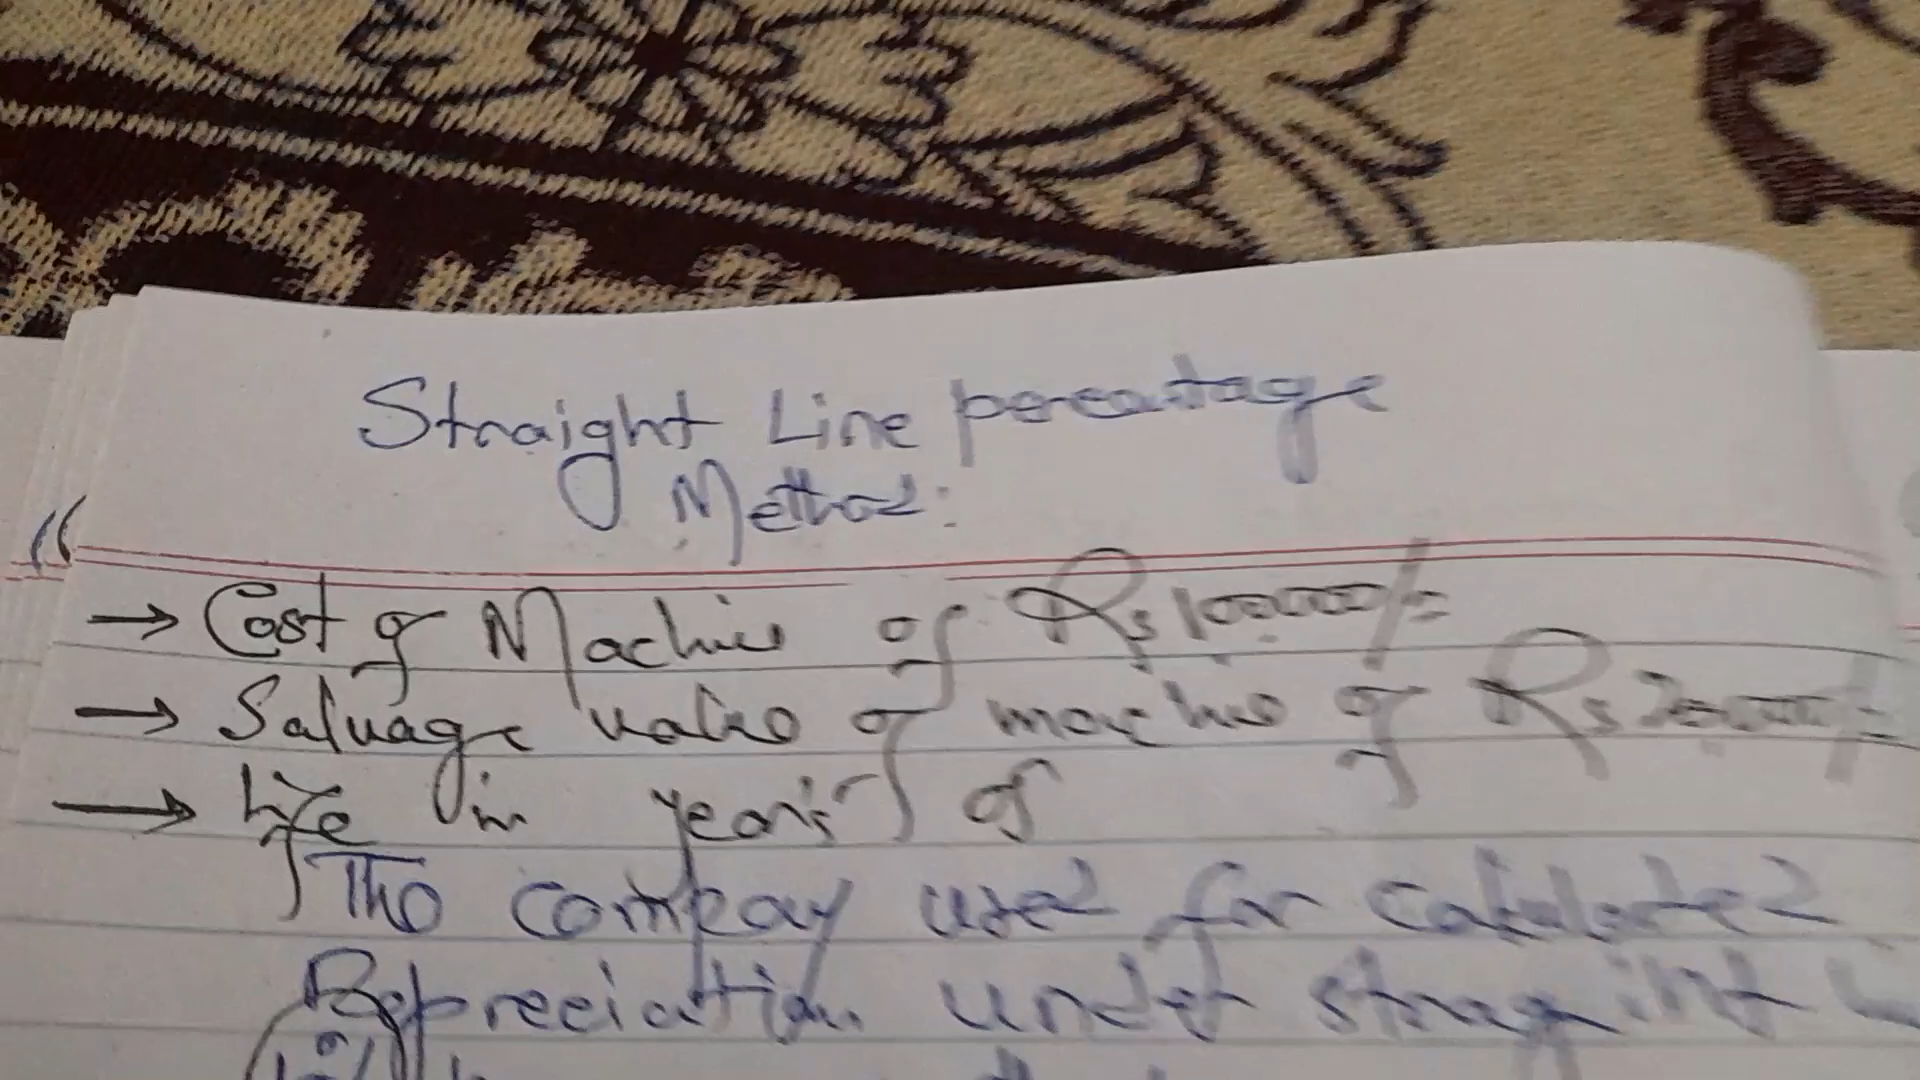 Straight Line percentage
Method:
→ Cost of Machine of Rs 100000/=
→ Salvage value of machine of Rs 20000/=
→ Life in year's of
The company used for calculated
Depreciation under straight